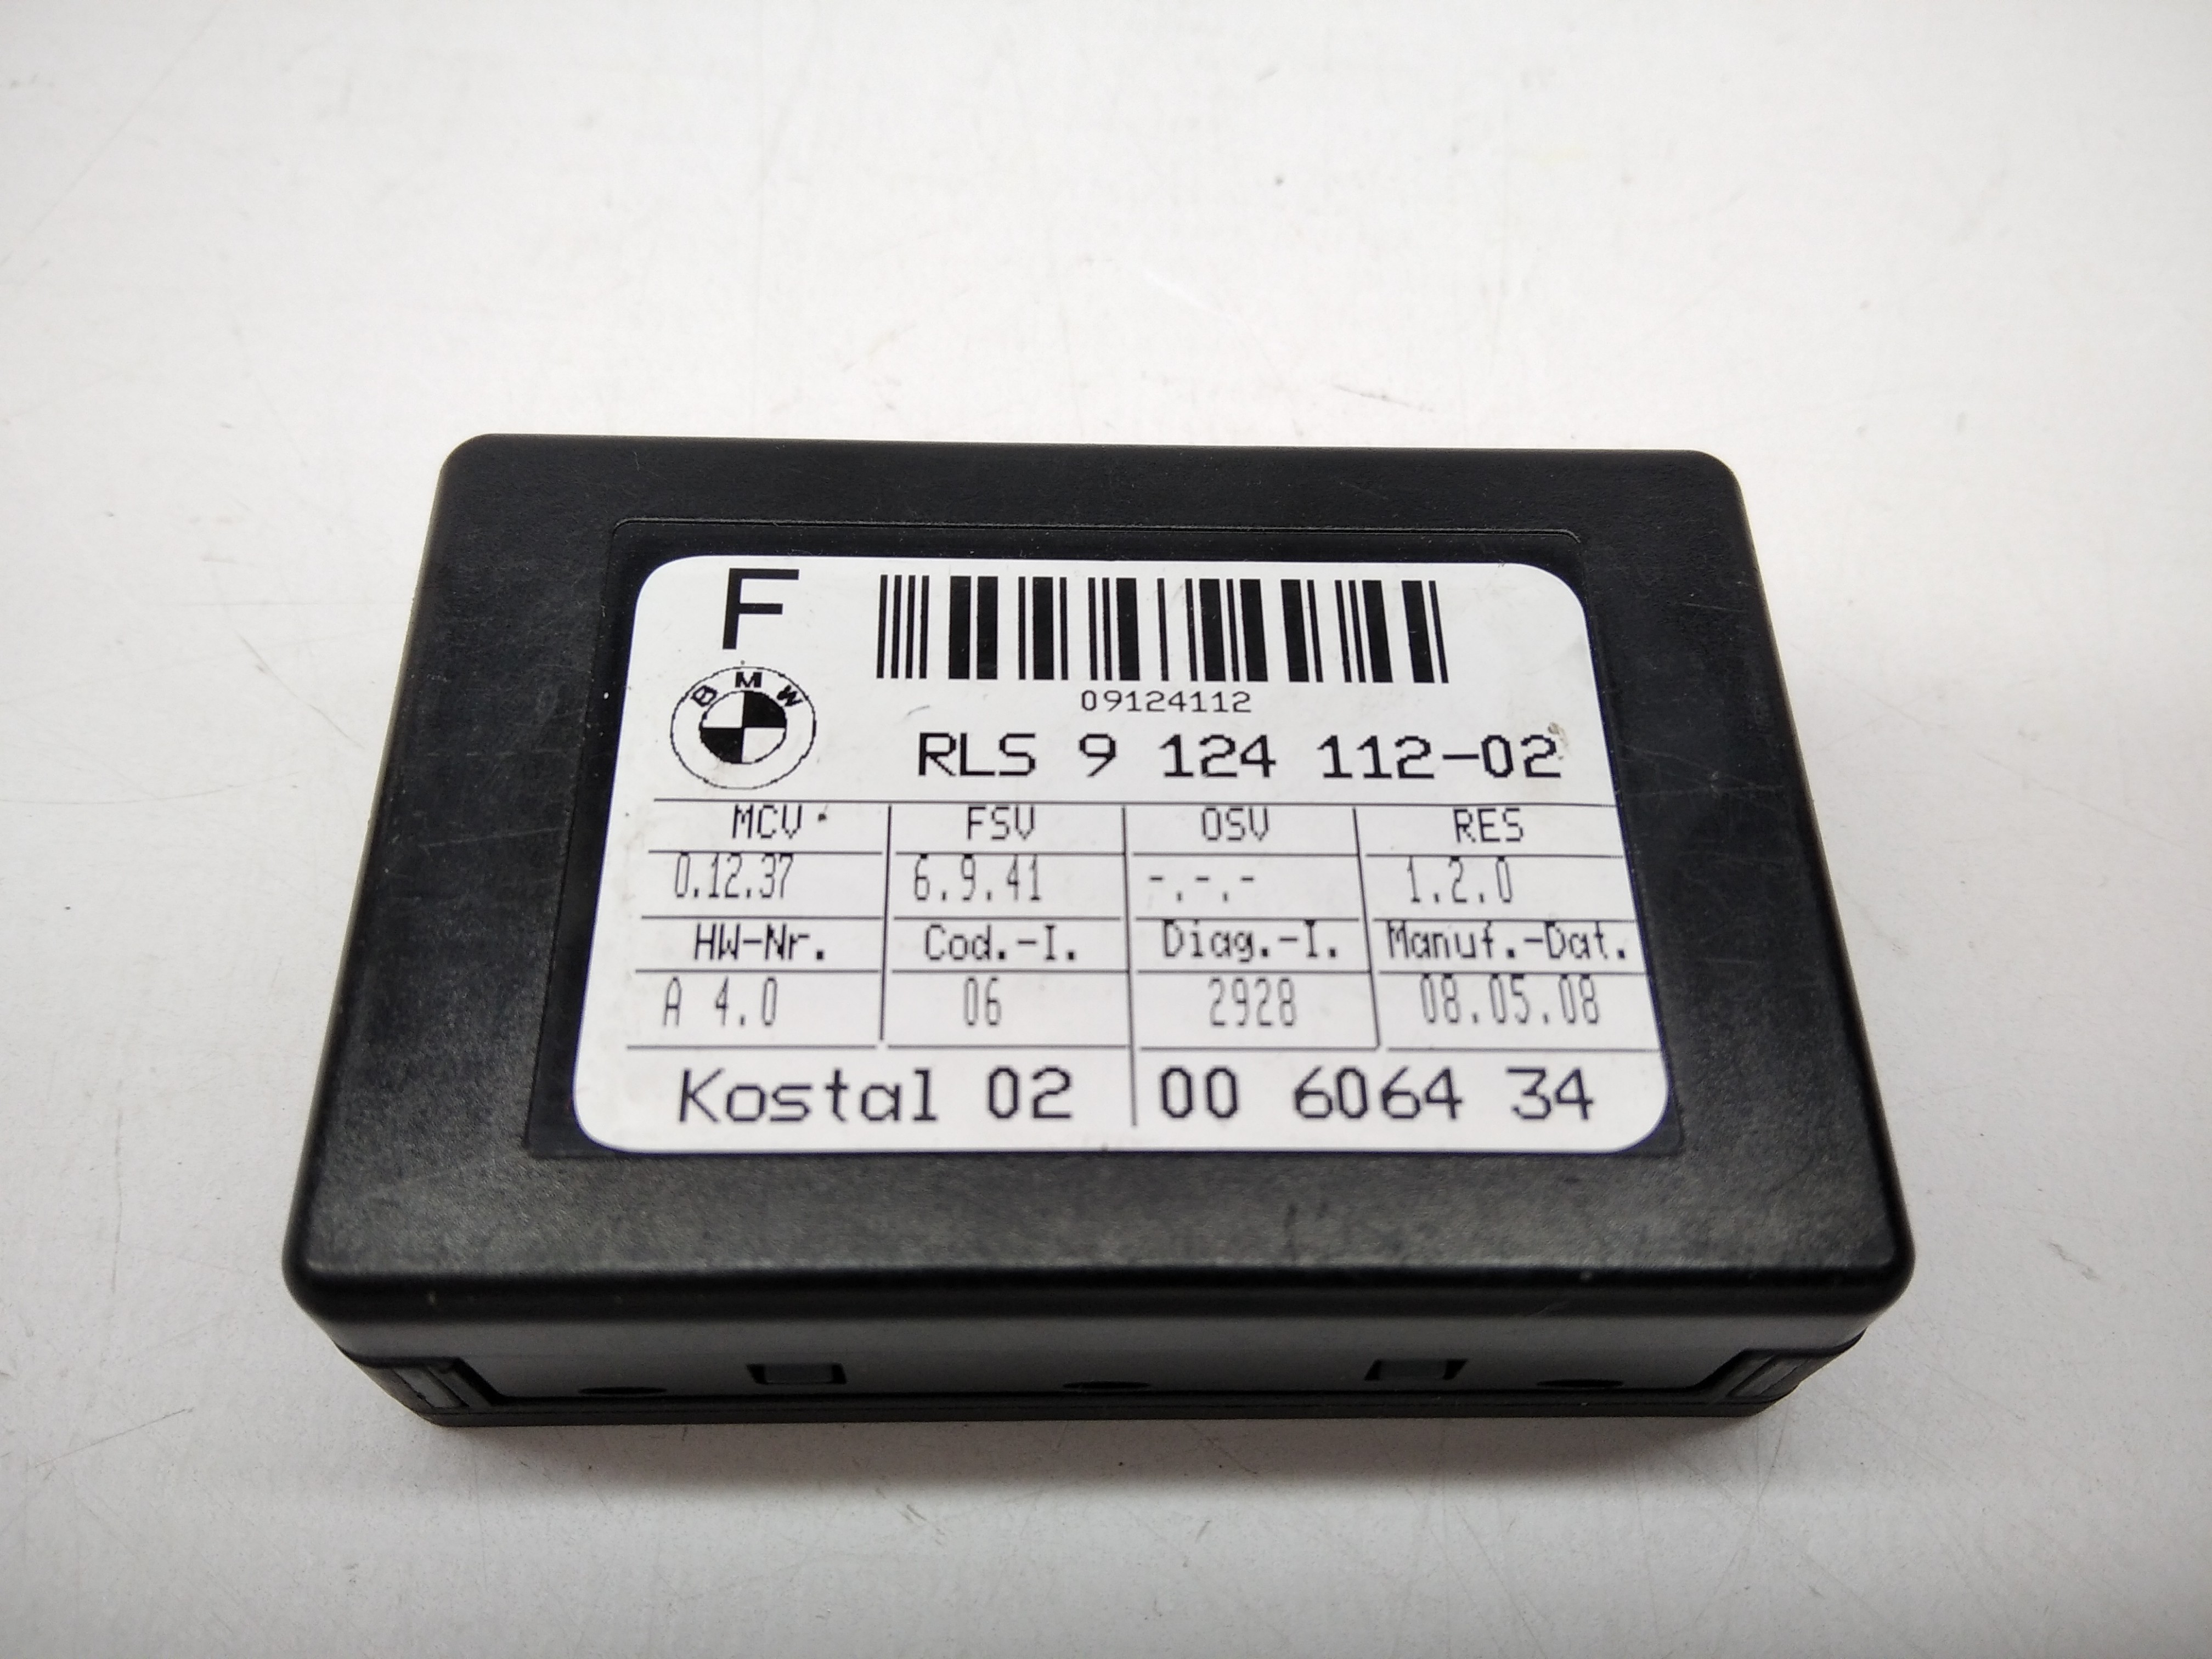 F
BMW
09124112
RLS 9 124 112-02
MCV FSV OSV RES
0.12.37 6.9.41 -.-.- 1.2.0
HW-Nr. Cod.-I. Diag.-I. Manuf.-Dat.
A 4.0 06 2928 08.05.08
Kostal 02 00 6064 34